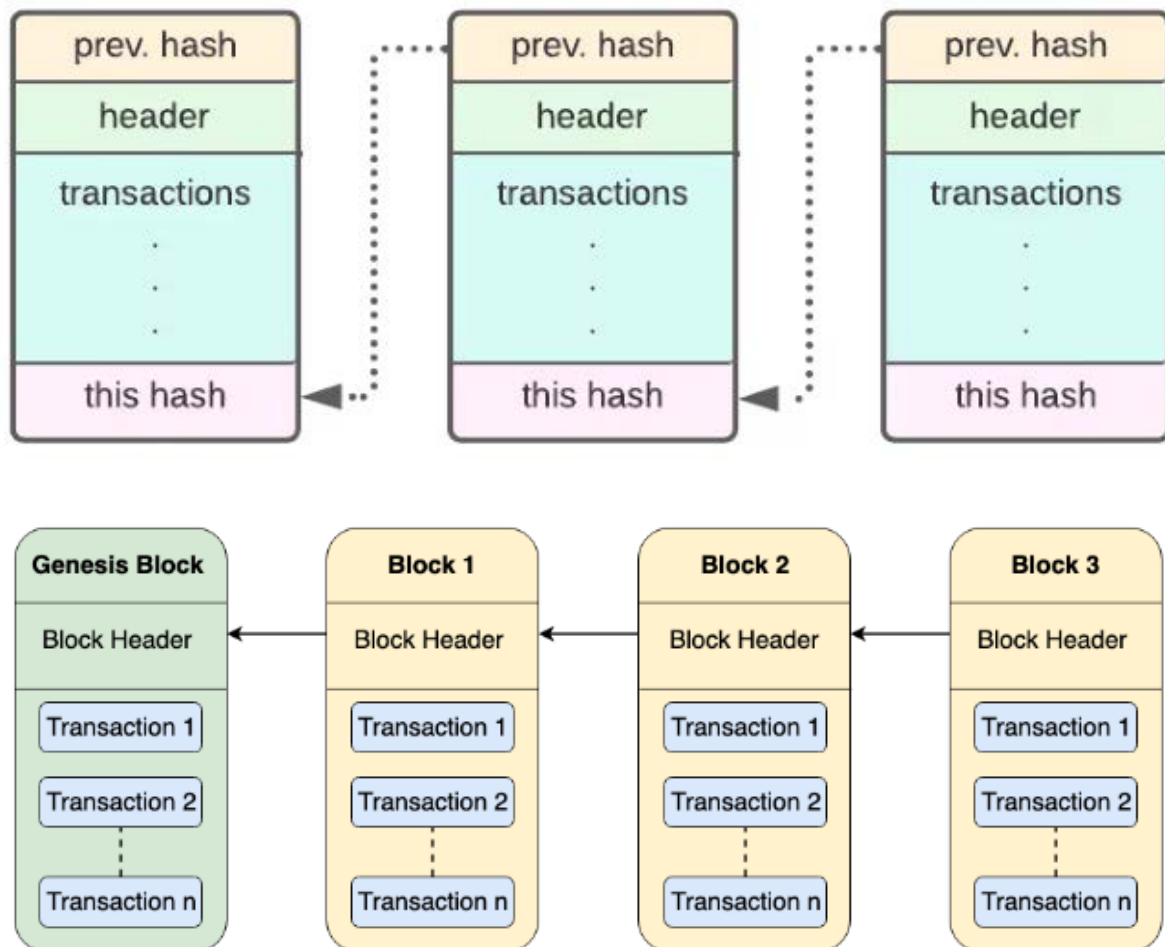 prev. hash
header
transactions
.
.
.
this hash
prev. hash
header
transactions
.
.
.
this hash
prev. hash
header
transactions
.
.
.
this hash
Genesis Block
Block Header
Transaction 1
Transaction 2
Transaction n
Block 1
Block Header
Transaction 1
Transaction 2
Transaction n
Block 2
Block Header
Transaction 1
Transaction 2
Transaction n
Block 3
Block Header
Transaction 1
Transaction 2
Transaction n